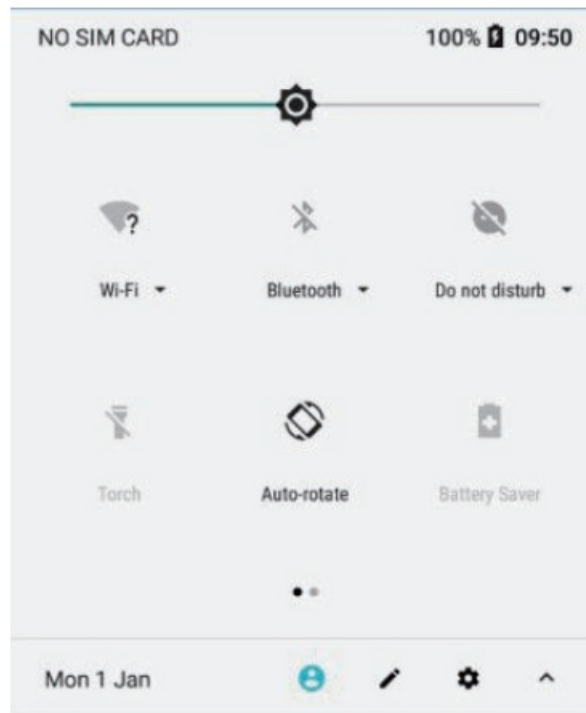 NO SIM CARD 100% 09:50
Wi-Fi Bluetooth Do not disturb
Torch Auto-rotate Battery Saver
Mon 1 Jan